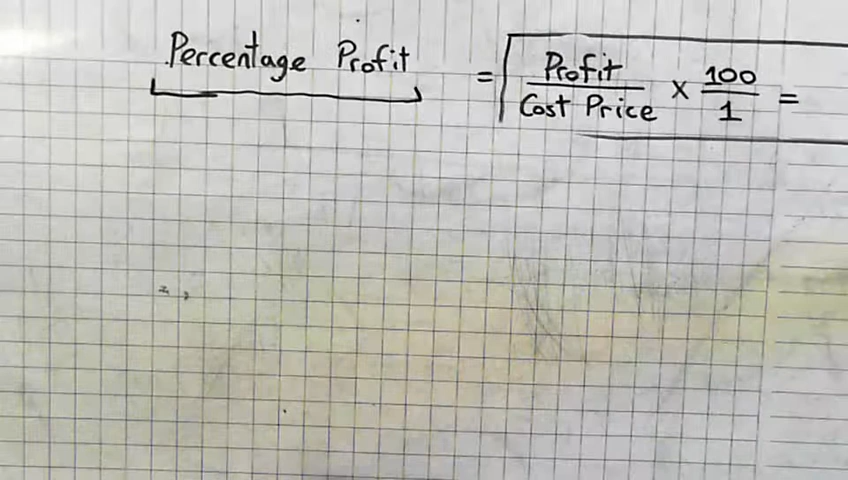 Percentage Profit = Profit/Cost Price × 100/1 =